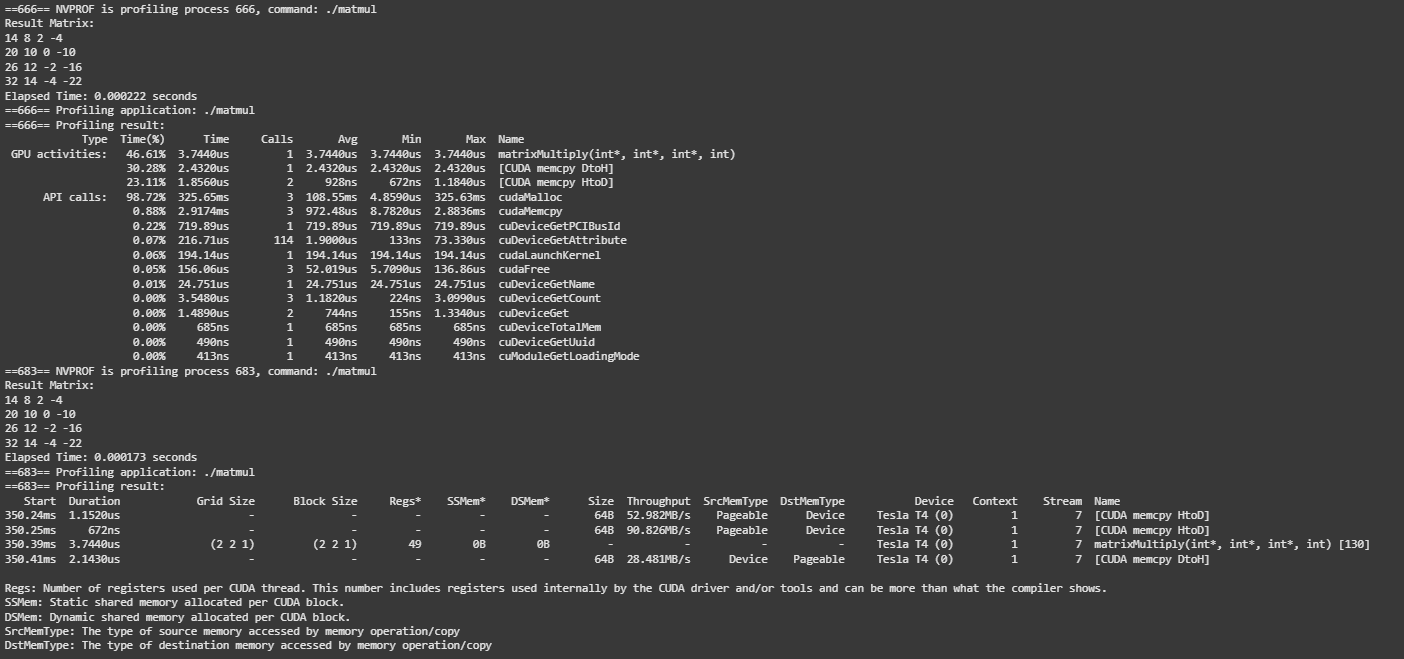 ==666== NVPROF is profiling process 666, command: ./matmul
Result Matrix:
14 8 2 -4
20 10 0 -10
26 12 -2 -16
32 14 -4 -22
Elapsed Time: 0.000222 seconds
==666== Profiling application: ./matmul
==666== Profiling result:
            Type  Time(%)      Time     Calls       Avg       Min       Max  Name
 GPU activities:   46.61%  3.7440us         1  3.7440us  3.7440us  3.7440us  matrixMultiply(int*, int*, int*, int)
                   30.28%  2.4320us         1  2.4320us  2.4320us  2.4320us  [CUDA memcpy DtoH]
                   23.11%  1.8560us         2     928ns     672ns  1.1840us  [CUDA memcpy HtoD]
      API calls:   98.72%  325.65ms         3  108.55ms  4.8590us  325.63ms  cudaMalloc
                    0.88%  2.9174ms         3  972.48us  8.7820us  2.8836ms  cudaMemcpy
                    0.22%  719.89us         1  719.89us  719.89us  719.89us  cuDeviceGetPCIBusId
                    0.07%  216.71us       114  1.9000us     133ns  73.330us  cuDeviceGetAttribute
                    0.06%  194.14us         1  194.14us  194.14us  194.14us  cudaLaunchKernel
                    0.05%  156.06us         3  52.019us  5.7090us  136.86us  cudaFree
                    0.01%  24.751us         1  24.751us  24.751us  24.751us  cuDeviceGetName
                    0.00%  3.5480us         3  1.1820us     224ns  3.0990us  cuDeviceGetCount
                    0.00%  1.4890us         2     744ns     155ns  1.3340us  cuDeviceGet
                    0.00%     685ns         1     685ns     685ns     685ns  cuDeviceTotalMem
                    0.00%     490ns         1     490ns     490ns     490ns  cuDeviceGetUuid
                    0.00%     413ns         1     413ns     413ns     413ns  cuModuleGetLoadingMode
==683== NVPROF is profiling process 683, command: ./matmul
Result Matrix:
14 8 2 -4
20 10 0 -10
26 12 -2 -16
32 14 -4 -22
Elapsed Time: 0.000173 seconds
==683== Profiling application: ./matmul
==683== Profiling result:
   Start  Duration            Grid Size      Block Size     Regs*    SSMem*    DSMem*      Size  Throughput  SrcMemType  DstMemType           Device   Context    Stream  Name
350.24ms  1.1520us                    -               -         -         -         -       64B  52.982MB/s    Pageable      Device     Tesla T4 (0)         1         7  [CUDA memcpy HtoD]
350.25ms     672ns                    -               -         -         -         -       64B  90.826MB/s    Pageable      Device     Tesla T4 (0)         1         7  [CUDA memcpy HtoD]
350.39ms  3.7440us              (2 2 1)         (2 2 1)        49        0B        0B         -           -           -           -     Tesla T4 (0)         1         7  matrixMultiply(int*, int*, int*, int) [130]
350.41ms  2.1430us                    -               -         -         -         -       64B  28.481MB/s      Device    Pageable     Tesla T4 (0)         1         7  [CUDA memcpy DtoH]
Regs: Number of registers used per CUDA thread. This number includes registers used internally by the CUDA driver and/or tools and can be more than what the compiler shows.
SSMem: Static shared memory allocated per CUDA block.
DSMem: Dynamic shared memory allocated per CUDA block.
SrcMemType: The type of source memory accessed by memory operation/copy
DstMemType: The type of destination memory accessed by memory operation/copy